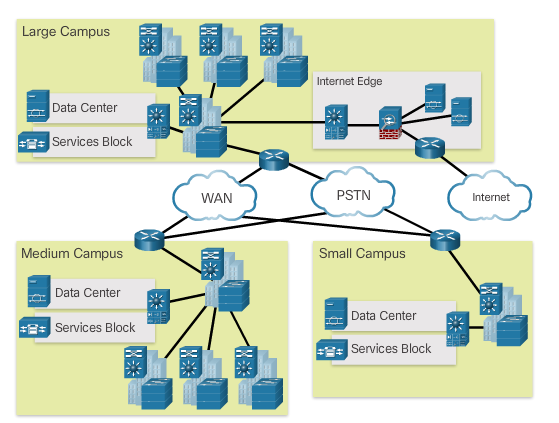 Large Campus
Internet Edge
Data Center
Services Block
WAN
PSTN
Internet
Medium Campus
Small Campus
Data Center
Services Block
Data Center
Services Block